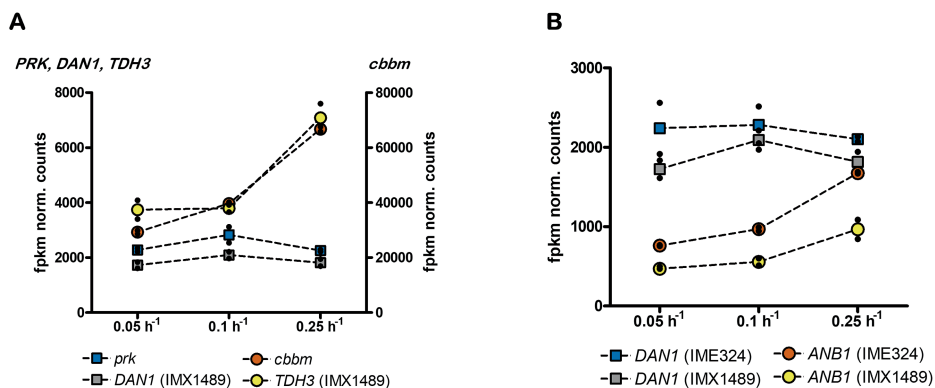 A
PRK, DAN1, TDH3
cbbm
fpkm norm. counts
8000
6000
4000
2000
0
80000
60000
40000
20000
0
fpkm norm. counts
0.05 h-1
0.1 h-1
0.25 h-1
prk
cbbm
DAN1 (IMX1489)
TDH3 (IMX1489)
B
fpkm norm. counts
3000
2000
1000
0
0.05 h-1
0.1 h-1
0.25 h-1
DAN1 (IME324)
ANB1 (IME324)
DAN1 (IMX1489)
ANB1 (IMX1489)